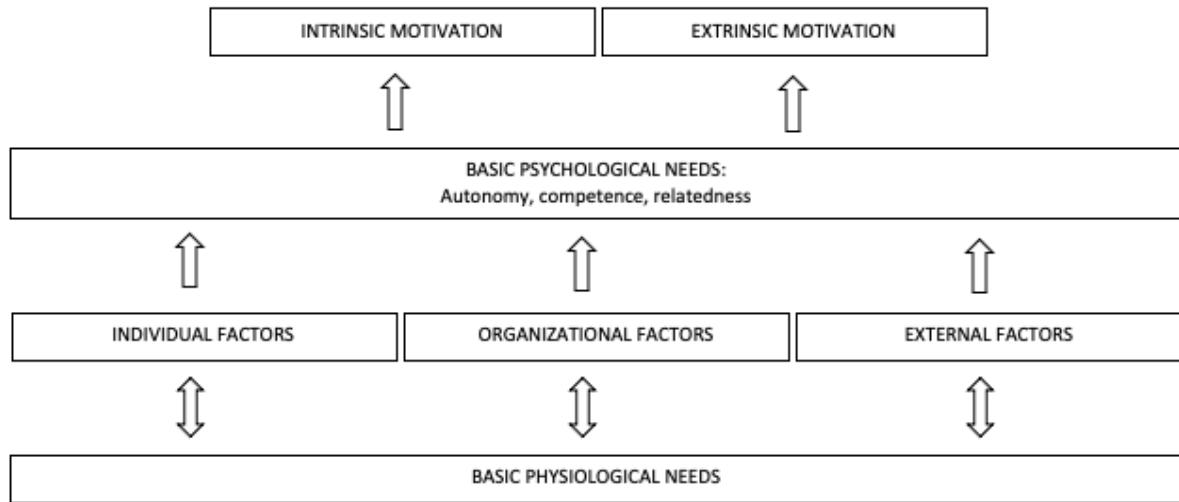 INTRINSIC MOTIVATION
EXTRINSIC MOTIVATION
BASIC PSYCHOLOGICAL NEEDS:
Autonomy, competence, relatedness
INDIVIDUAL FACTORS
ORGANIZATIONAL FACTORS
EXTERNAL FACTORS
BASIC PHYSIOLOGICAL NEEDS